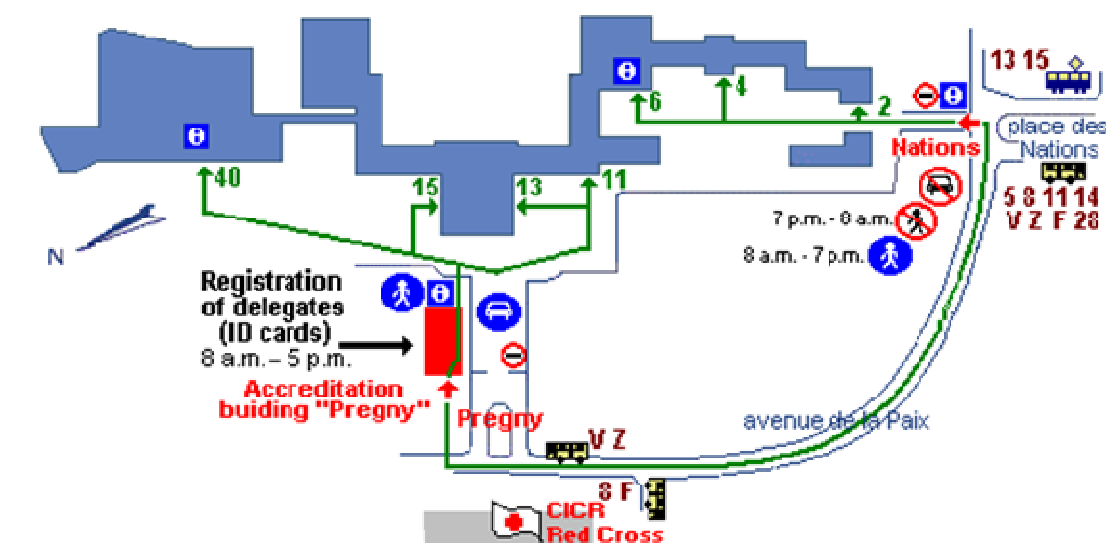 13 15
4
6
2
place des
Nations
Nations
40
15
13
11
5 8 11 14
V Z F 28
7 p.m. - 8 a.m.
8 a.m. - 7 p.m.
N
Registration
of delegates
(ID cards)
8 a.m. – 5 p.m.
Accreditation
buiding "Pregny"
Pregny
avenue de la Paix
V Z
8 F
CICR
Red Cross